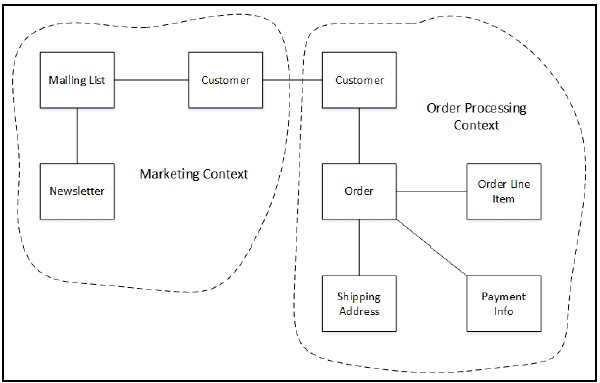 Mailing List
Customer
Customer
Order Processing
Context
Marketing Context
Newsletter
Order
Order Line
Item
Shipping
Address
Payment
Info